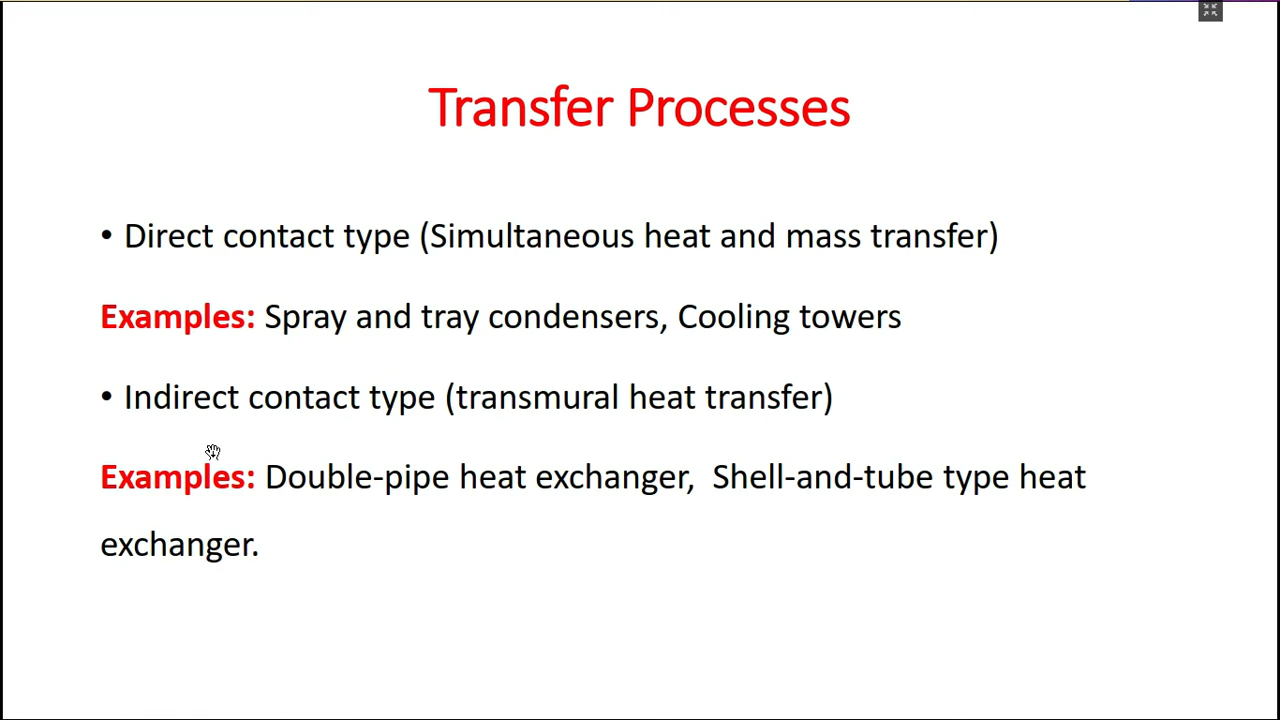 Transfer Processes
• Direct contact type (Simultaneous heat and mass transfer)
Examples: Spray and tray condensers, Cooling towers
• Indirect contact type (transmural heat transfer)
Examples: Double-pipe heat exchanger,  Shell-and-tube type heat
exchanger.